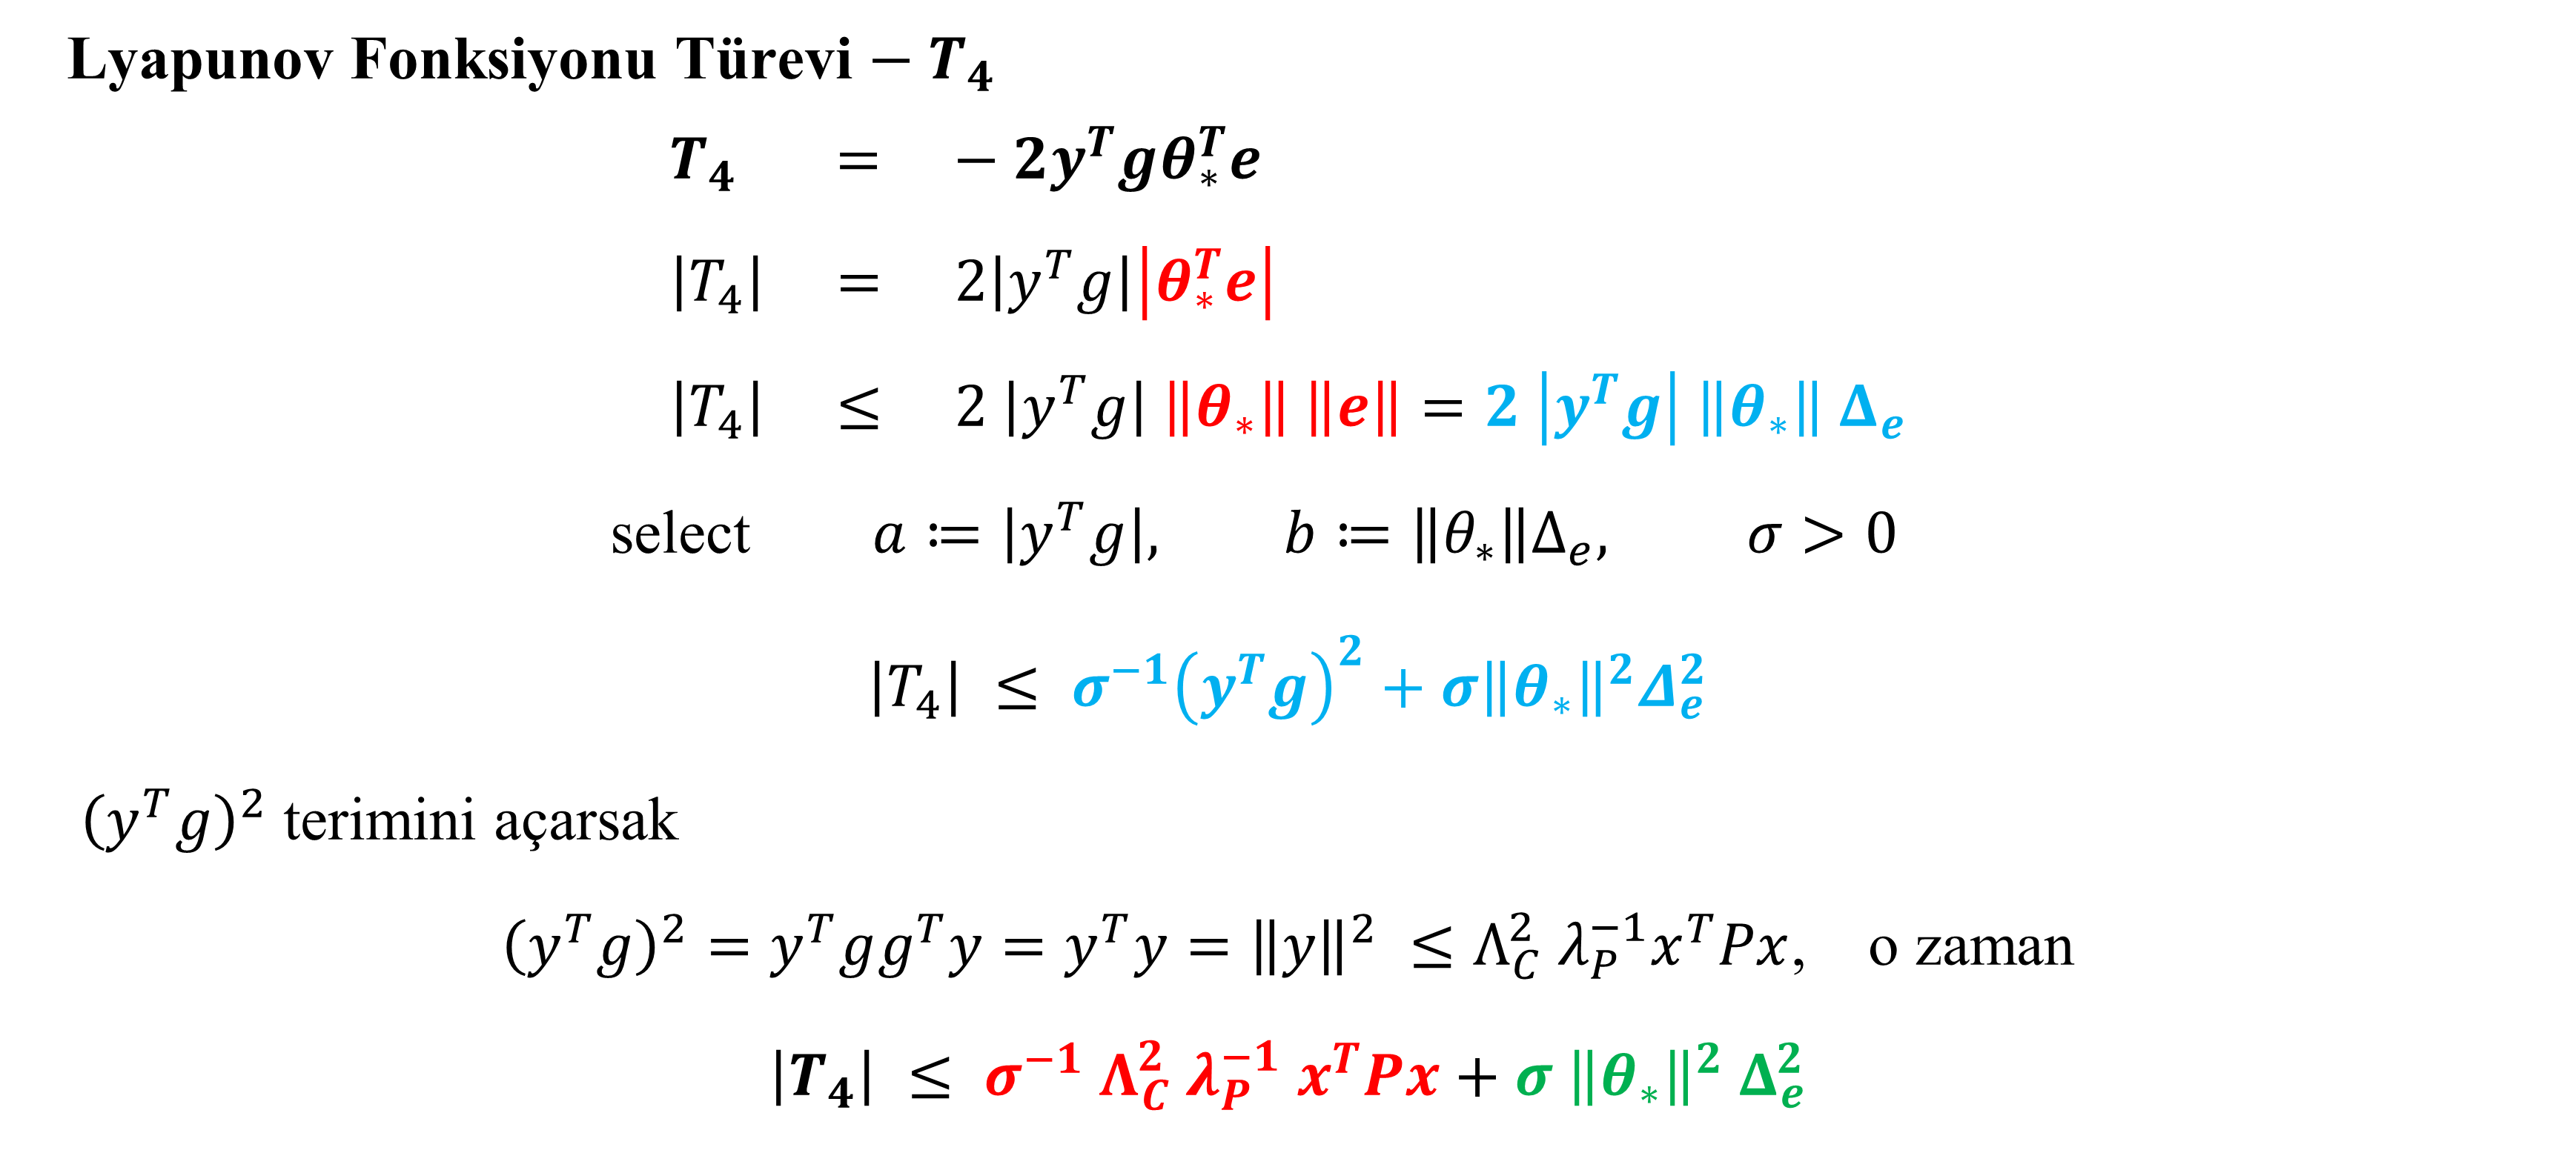 Lyapunov Fonksiyonu Türevi − T₄
T₄ = − 2yᵀgθ∗ᵀe
|T₄| = 2|yᵀg||θ∗ᵀe|
|T₄| ≤ 2 |yᵀg| ‖θ∗‖ ‖e‖ = 2 |yᵀg| ‖θ∗‖ Δₑ
select a ≔ |yᵀg|, b ≔ ‖θ∗‖Δₑ, σ > 0
|T₄| ≤ σ⁻¹(yᵀg)² + σ‖θ∗‖²Δₑ²
(yᵀg)² terimini açarsak
(yᵀg)² = yᵀggᵀy = yᵀy = ‖y‖² ≤ Λ_C² λ_P⁻¹xᵀPx, o zaman
|T₄| ≤ σ⁻¹ Λ_C² λ_P⁻¹ xᵀPx + σ ‖θ∗‖² Δₑ²